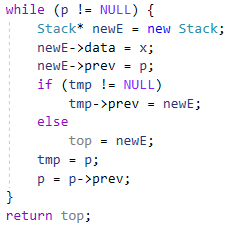 while (p != NULL) {
    Stack* newE = new Stack;
    newE->data = x;
    newE->prev = p;
    if (tmp != NULL)
        tmp->prev = newE;
    else
        top = newE;
    tmp = p;
    p = p->prev;
}
return top;